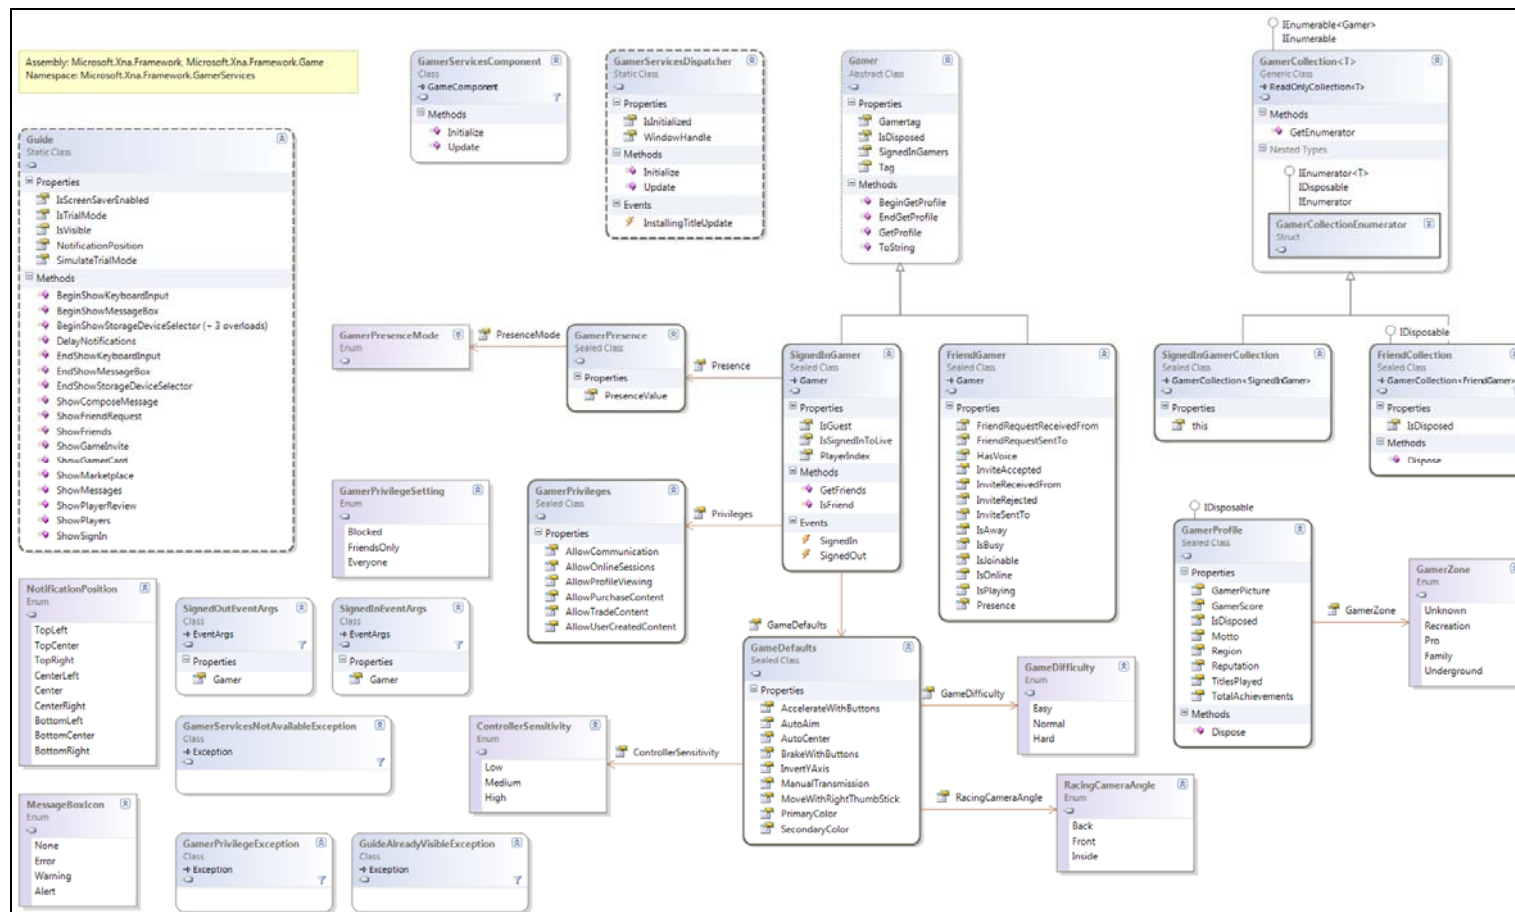 Assembly: Microsoft.Xna.Framework, Microsoft.Xna.Framework.Game
Namespace: Microsoft.Xna.Framework.GamerServices
Guide
Static Class
Properties
IsScreenSaverEnabled
IsTrialMode
IsVisible
NotificationPosition
SimulateTrialMode
Methods
BeginShowKeyboardInput
BeginShowMessageBox
BeginShowStorageDeviceSelector (+ 3 overloads)
DelayNotifications
EndShowKeyboardInput
EndShowMessageBox
EndShowStorageDeviceSelector
ShowComposeMessage
ShowFriendRequest
ShowFriends
ShowGameInvite
ShowGamerCard
ShowMarketplace
ShowMessages
ShowPlayerReview
ShowPlayers
ShowSignIn
GamerServicesComponent
Class
GameComponent
Methods
Initialize
Update
GamerServicesDispatcher
Static Class
Properties
IsInitialized
WindowHandle
Methods
Initialize
Update
Events
InstallingTitleUpdate
Gamer
Abstract Class
Properties
Gamertag
IsDisposed
SignedInGamers
Tag
Methods
BeginGetProfile
EndGetProfile
GetProfile
ToString
IEnumerable<Gamer>
IEnumerable
GamerCollection<T>
Generic Class
ReadOnlyCollection<T>
Methods
GetEnumerator
Nested Types
IEnumerator<T>
IDisposable
IEnumerator
GamerCollectionEnumerator
Struct
GamerPresenceMode
Enum
PresenceMode
GamerPresence
Sealed Class
Properties
PresenceValue
Presence
SignedInGamer
Sealed Class
Gamer
Properties
IsGuest
IsSignedInToLive
PlayerIndex
Methods
GetFriends
IsFriend
Events
SignedIn
SignedOut
FriendGamer
Sealed Class
Gamer
Properties
FriendRequestReceivedFrom
FriendRequestSentTo
HasVoice
InviteAccepted
InviteReceivedFrom
InviteRejected
InviteSentTo
IsAway
IsBusy
IsJoinable
IsOnline
IsPlaying
Presence
SignedInGamerCollection
Sealed Class
GamerCollection<SignedInGamer>
Properties
this
IDisposable
FriendCollection
Sealed Class
GamerCollection<FriendGamer>
Properties
IsDisposed
Methods
Dispose
GamerPrivilegeSetting
Enum
Blocked
FriendsOnly
Everyone
GamerPrivileges
Sealed Class
Properties
AllowCommunication
AllowOnlineSessions
AllowProfileViewing
AllowPurchaseContent
AllowTradeContent
AllowUserCreatedContent
Privileges
IDisposable
GamerProfile
Sealed Class
Properties
GamerPicture
GamerScore
IsDisposed
Motto
Region
Reputation
TitlesPlayed
TotalAchievements
Methods
Dispose
GamerZone
GamerZone
Enum
Unknown
Recreation
Pro
Family
Underground
NotificationPosition
Enum
TopLeft
TopCenter
TopRight
CenterLeft
Center
CenterRight
BottomLeft
BottomCenter
BottomRight
SignedOutEventArgs
Class
EventArgs
Properties
Gamer
SignedInEventArgs
Class
EventArgs
Properties
Gamer
GameDefaults
GameDefaults
Sealed Class
Properties
AccelerateWithButtons
AutoAim
AutoCenter
BrakeWithButtons
InvertYAxis
ManualTransmission
MoveWithRightThumbStick
PrimaryColor
SecondaryColor
GameDifficulty
GameDifficulty
Enum
Easy
Normal
Hard
GamerServicesNotAvailableException
Class
Exception
ControllerSensitivity
Enum
Low
Medium
High
ControllerSensitivity
RacingCameraAngle
RacingCameraAngle
Enum
Back
Front
Inside
MessageBoxIcon
Enum
None
Error
Warning
Alert
GamerPrivilegeException
Class
Exception
GuideAlreadyVisibleException
Class
Exception